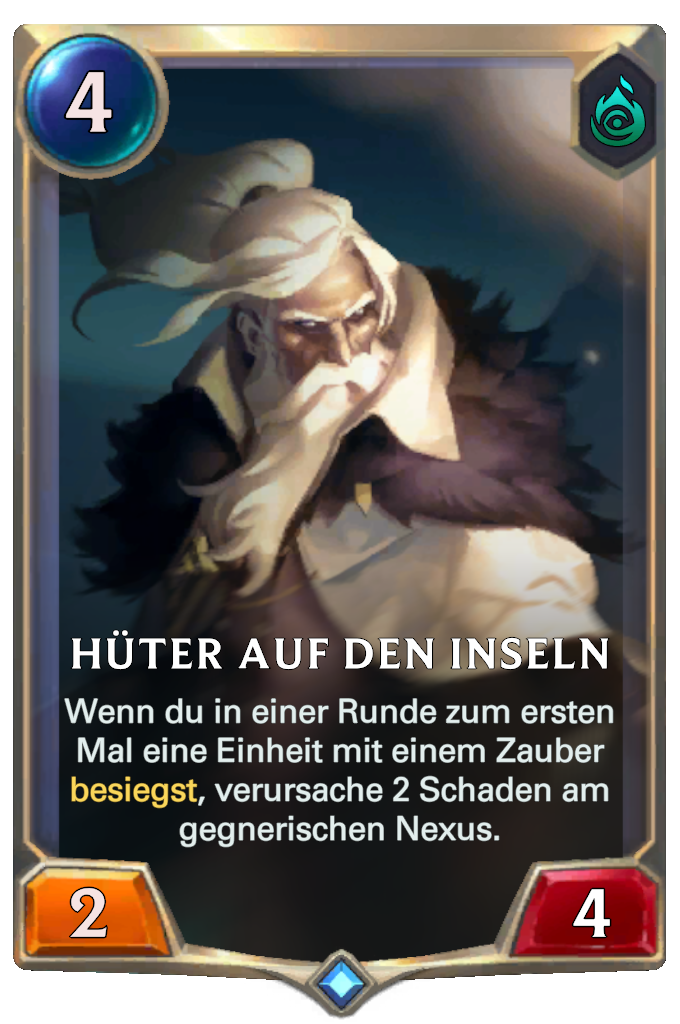 4
HÜTER AUF DEN INSELN
Wenn du in einer Runde zum ersten
Mal eine Einheit mit einem Zauber
besiegst, verursache 2 Schaden am
gegnerischen Nexus.
2
4